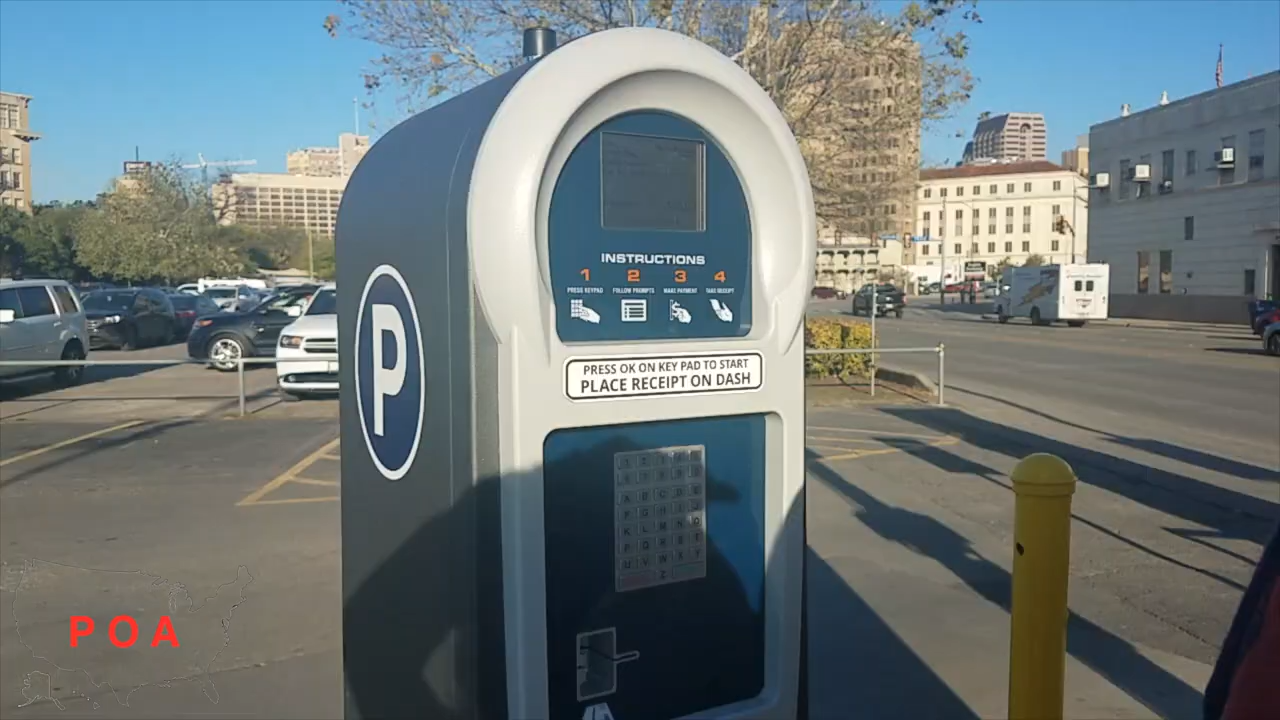 INSTRUCTIONS
1 2 3 4
PRESS KEYPAD FOLLOW PROMPTS MAKE PAYMENT TAKE RECEIPT
PRESS OK ON KEY PAD TO START
PLACE RECEIPT ON DASH
P
POA